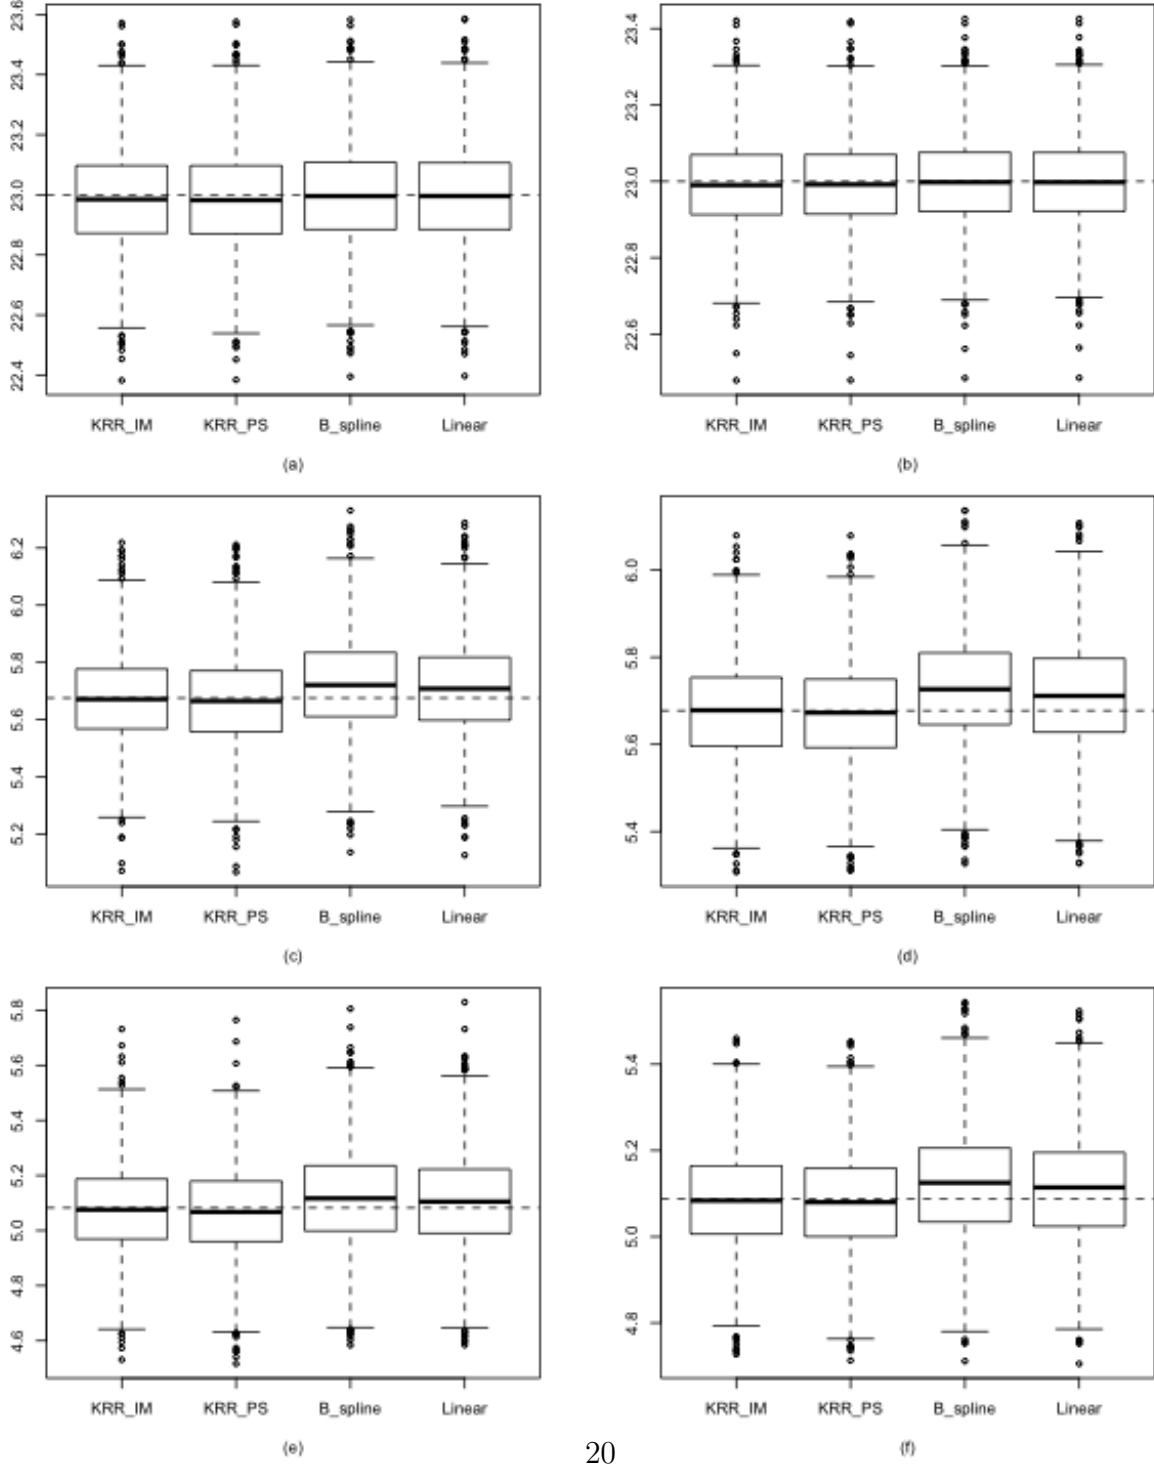 23.6
23.4
23.2
23.0
22.8
22.6
22.4
KRR_IM KRR_PS B_spline Linear
(a)
23.4
23.2
23.0
22.8
22.6
KRR_IM KRR_PS B_spline Linear
(b)
6.2
6.0
5.8
5.6
5.4
5.2
KRR_IM KRR_PS B_spline Linear
(c)
6.0
5.8
5.6
5.4
KRR_IM KRR_PS B_spline Linear
(d)
5.8
5.6
5.4
5.2
5.0
4.8
4.6
KRR_IM KRR_PS B_spline Linear
(e)
5.4
5.2
5.0
4.8
KRR_IM KRR_PS B_spline Linear
(f)
20